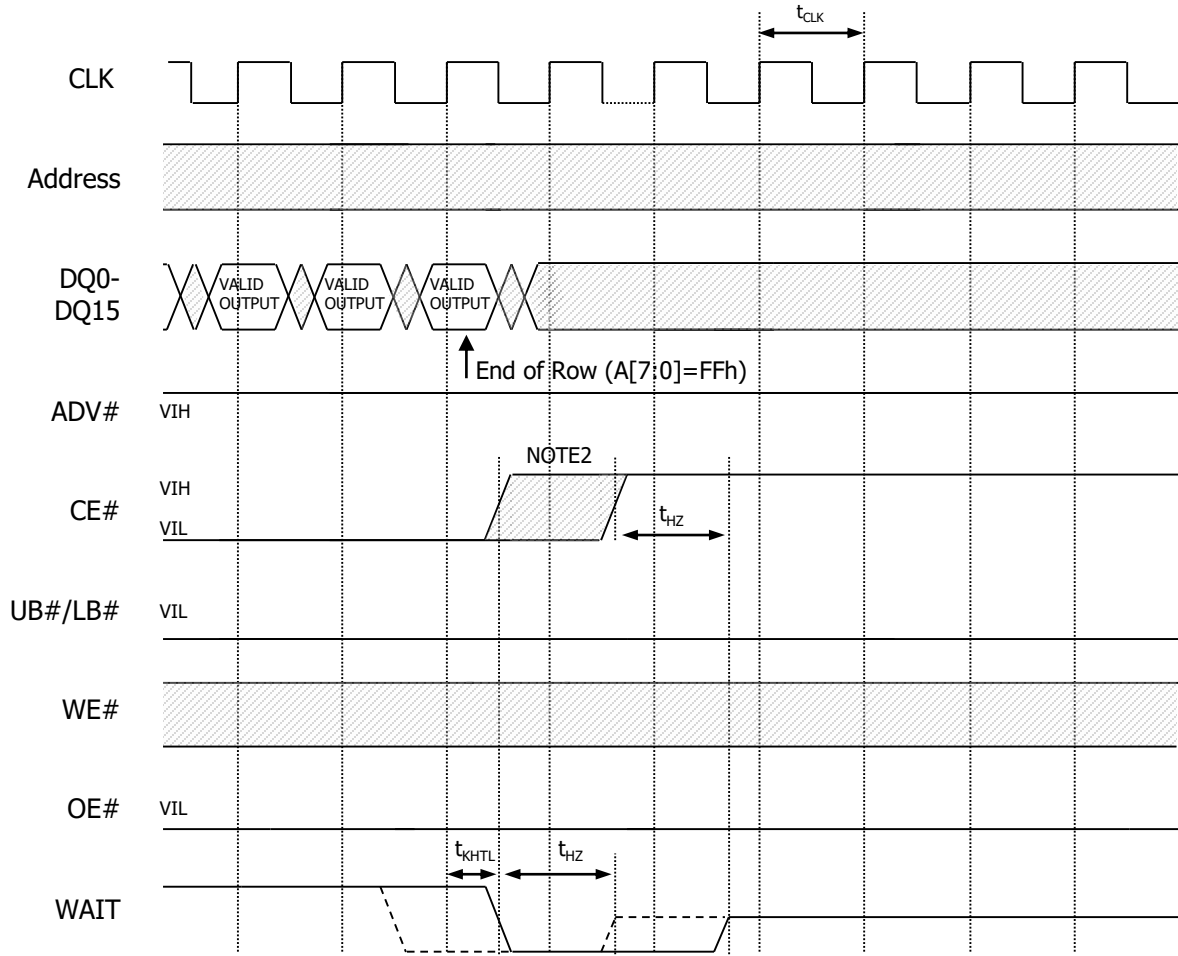 tCLK
CLK
Address
DQ0-
DQ15
VALID
OUTPUT
VALID
OUTPUT
VALID
OUTPUT
End of Row (A[7:0]=FFh)
ADV#
VIH
NOTE2
CE#
VIH
VIL
tHZ
UB#/LB#
VIL
WE#
OE#
VIL
tKHTL
tHZ
WAIT